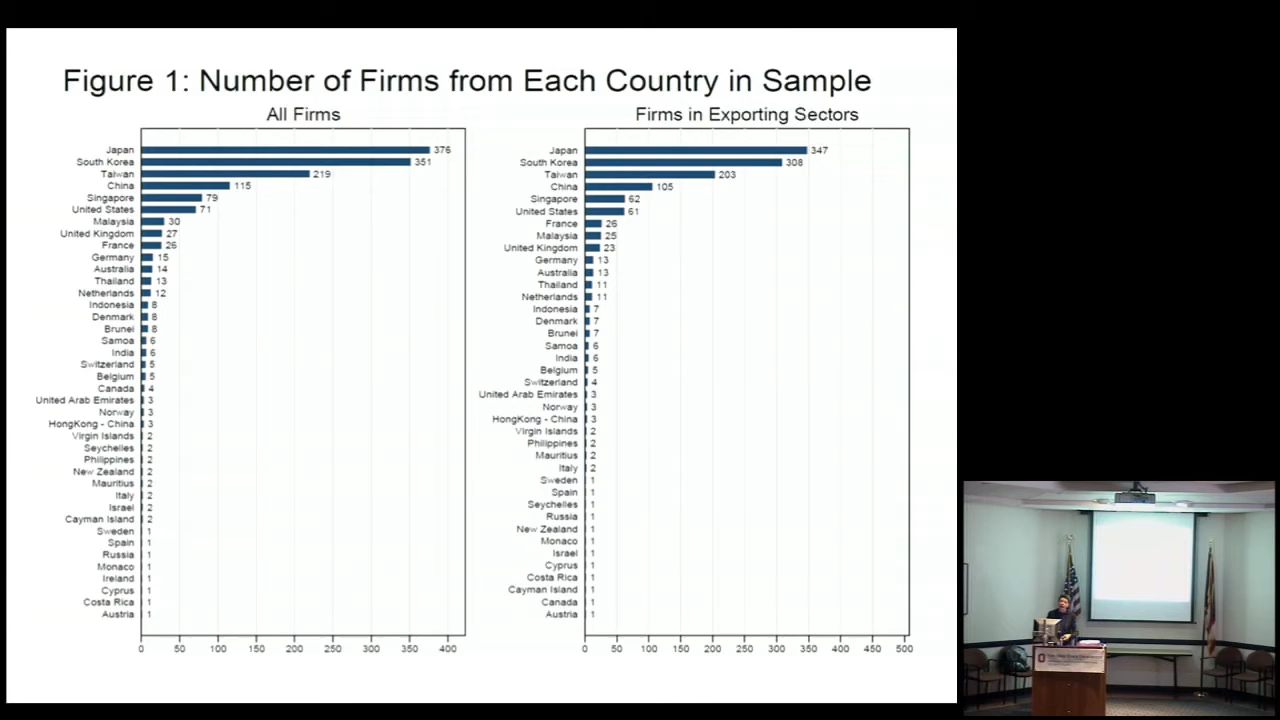 Figure 1: Number of Firms from Each Country in Sample
All Firms
Japan 376
South Korea 351
Taiwan 219
China 115
Singapore 79
United States 71
Malaysia 30
United Kingdom 27
France 26
Germany 15
Australia 14
Thailand 13
Netherlands 12
Indonesia 8
Denmark 8
Brunei 8
Samoa 6
India 6
Switzerland 5
Belgium 5
Canada 4
United Arab Emirates 3
Norway 3
HongKong - China 3
Virgin Islands 2
Seychelles 2
Philippines 2
New Zealand 2
Mauritius 2
Italy 2
Israel 2
Cayman Island 2
Sweden 1
Spain 1
Russia 1
Monaco 1
Ireland 1
Cyprus 1
Costa Rica 1
Austria 1
0 50 100 150 200 250 300 350 400
Firms in Exporting Sectors
Japan 347
South Korea 308
Taiwan 203
China 105
Singapore 62
United States 61
France 26
Malaysia 25
United Kingdom 23
Germany 13
Australia 13
Thailand 11
Netherlands 11
Indonesia 7
Denmark 7
Brunei 7
Samoa 6
India 6
Belgium 5
Switzerland 4
United Arab Emirates 3
Norway 3
HongKong - China 3
Virgin Islands 2
Philippines 2
Mauritius 2
Italy 2
Sweden 1
Spain 1
Seychelles 1
Russia 1
New Zealand 1
Monaco 1
Israel 1
Cyprus 1
Costa Rica 1
Cayman Island 1
Canada 1
Austria 1
0 50 100 150 200 250 300 350 400 450 500